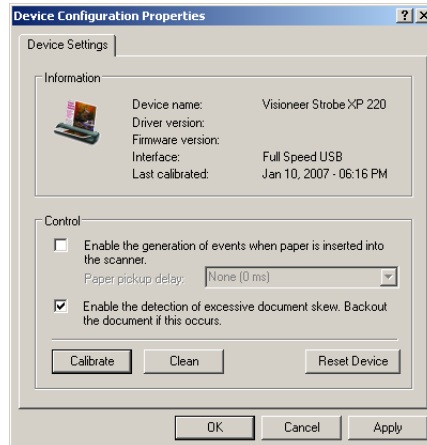 Device Configuration Properties
Device Settings
Information
Device name: Visioneer Strobe XP 220
Driver version:
Firmware version:
Interface: Full Speed USB
Last calibrated: Jan 10, 2007 - 06:16 PM
Control
Enable the generation of events when paper is inserted into
the scanner.
Paper pickup delay: None (0 ms)
Enable the detection of excessive document skew. Backout
the document if this occurs.
Calibrate Clean Reset Device
OK Cancel Apply